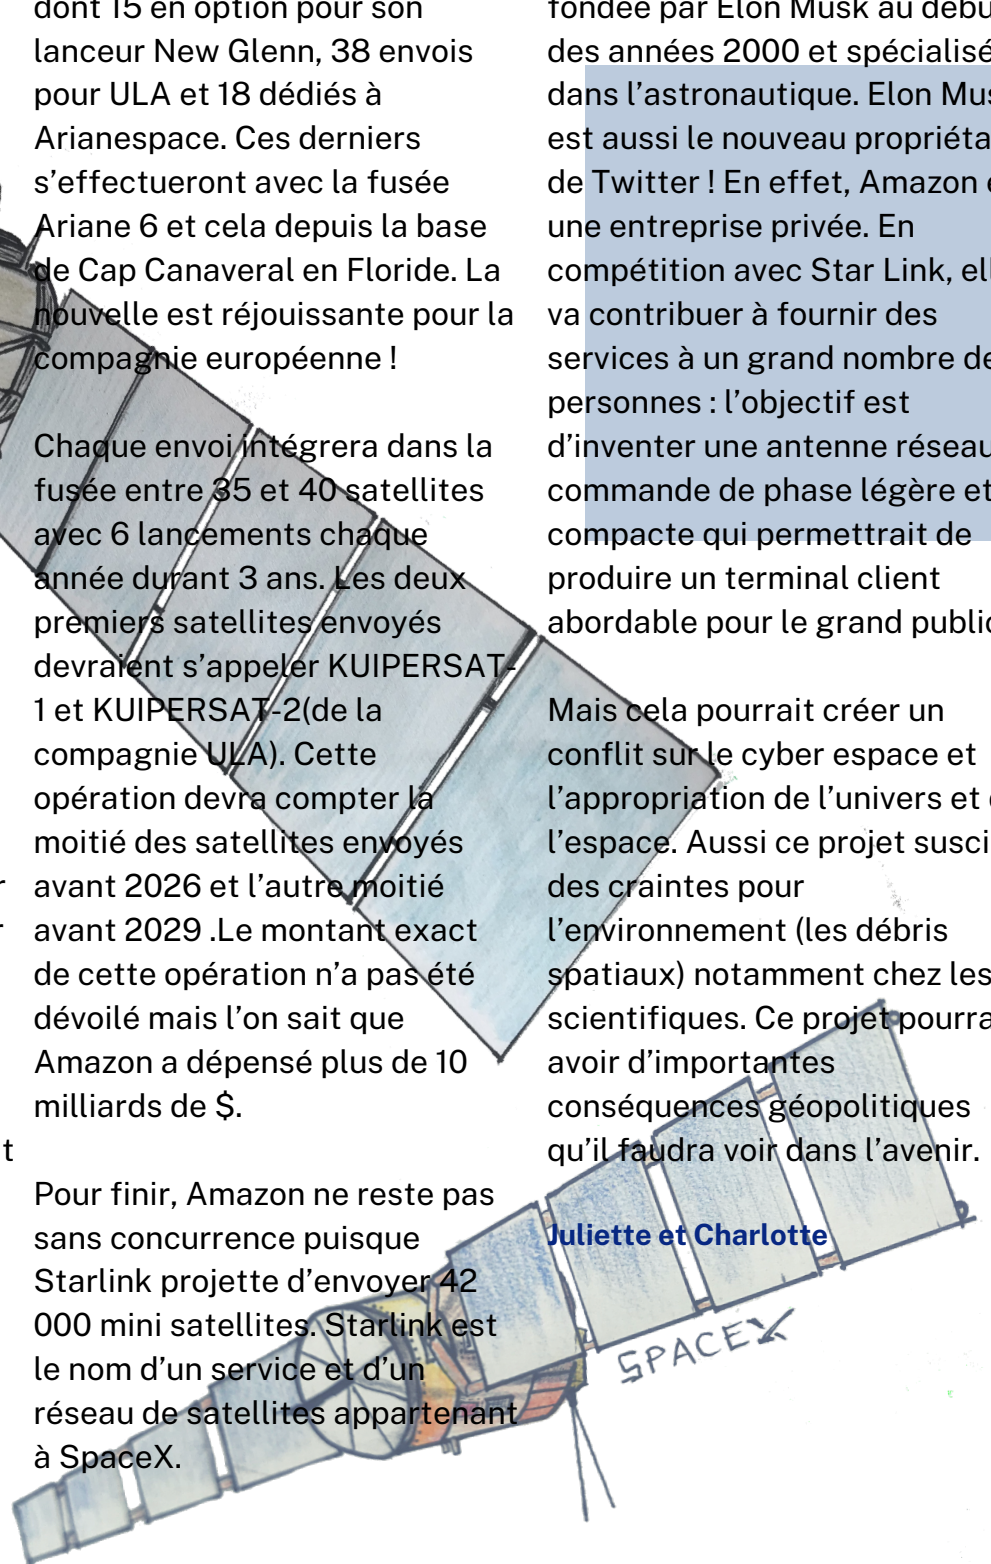 dont 15 en option pour son
lanceur New Glenn, 38 envois
pour ULA et 18 dédiés à
Arianespace. Ces derniers
s’effectueront avec la fusée
Ariane 6 et cela depuis la base
de Cap Canaveral en Floride. La
nouvelle est réjouissante pour la
compagnie européenne !
Chaque envoi intégrera dans la
fusée entre 35 et 40 satellites
avec 6 lancements chaque
année durant 3 ans. Les deux
premiers satellites envoyés
devraient s’appeler KUIPERSAT-
1 et KUIPERSAT-2(de la
compagnie ULA). Cette
opération devra compter la
moitié des satellites envoyés
avant 2026 et l’autre moitié
avant 2029 .Le montant exact
de cette opération n’a pas été
dévoilé mais l’on sait que
Amazon a dépensé plus de 10
milliards de $.
Pour finir, Amazon ne reste pas
sans concurrence puisque
Starlink projette d’envoyer 42
000 mini satellites. Starlink est
le nom d’un service et d’un
réseau de satellites appartenant
à SpaceX.
fondée par Elon Musk au
des années 2000 et
dans l’astronautique. Elon
est aussi le nouveau
de Twitter ! En effet, Amazon
une entreprise privée. En
compétition avec Star Link,
va contribuer à fournir des
services à un grand nombre de
personnes : l’objectif est
d’inventer une antenne réseau
commande de phase légère et
compacte qui permettrait de
produire un terminal client
abordable pour le grand public
Mais cela pourrait créer un
conflit sur le cyber espace et
l’appropriation de l’univers et
l’espace. Aussi ce projet
des craintes pour
l’environnement (les débris
spatiaux) notamment chez les
scientifiques. Ce projet
avoir d’importantes
conséquences géopolitiques
qu’il faudra voir dans l’avenir.
Juliette et Charlotte
SPACEX